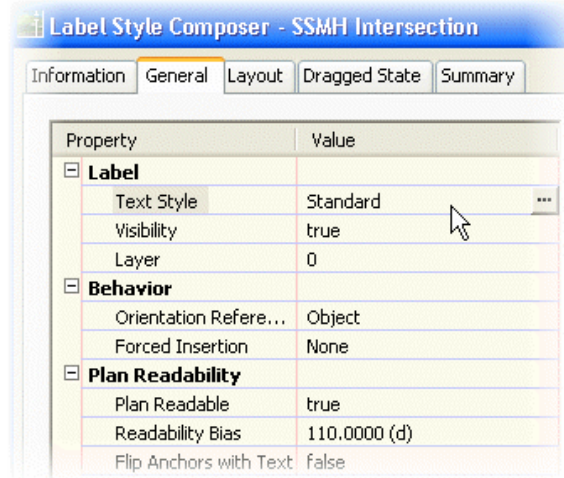 Label Style Composer - SSMH Intersection
Information General Layout Dragged State Summary
Property Value
Label
Text Style Standard ...
Visibility true
Layer 0
Behavior
Orientation Refere... Object
Forced Insertion None
Plan Readability
Plan Readable true
Readability Bias 110.0000 (d)
Flip Anchors with Text false